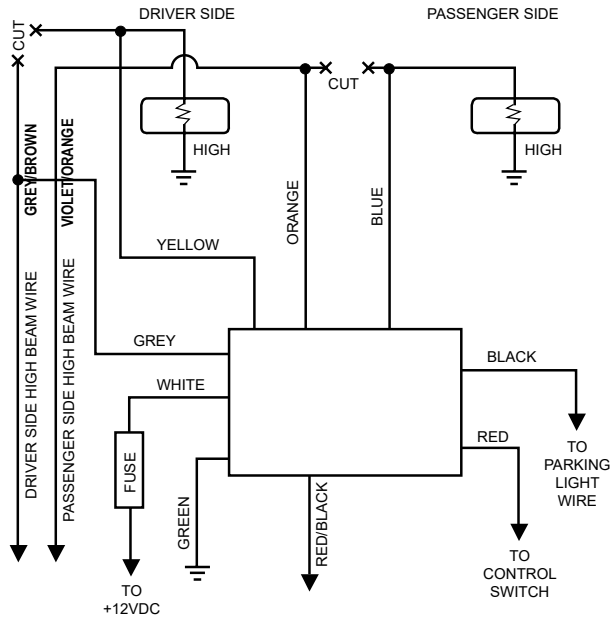 DRIVER SIDE
PASSENGER SIDE
CUT
CUT
HIGH
HIGH
GREY/BROWN
VIOLET/ORANGE
ORANGE
BLUE
YELLOW
DRIVER SIDE HIGH BEAM WIRE
PASSENGER SIDE HIGH BEAM WIRE
GREY
BLACK
WHITE
RED
TO
PARKING
LIGHT
WIRE
FUSE
GREEN
RED/BLACK
TO
CONTROL
SWITCH
TO
+12VDC